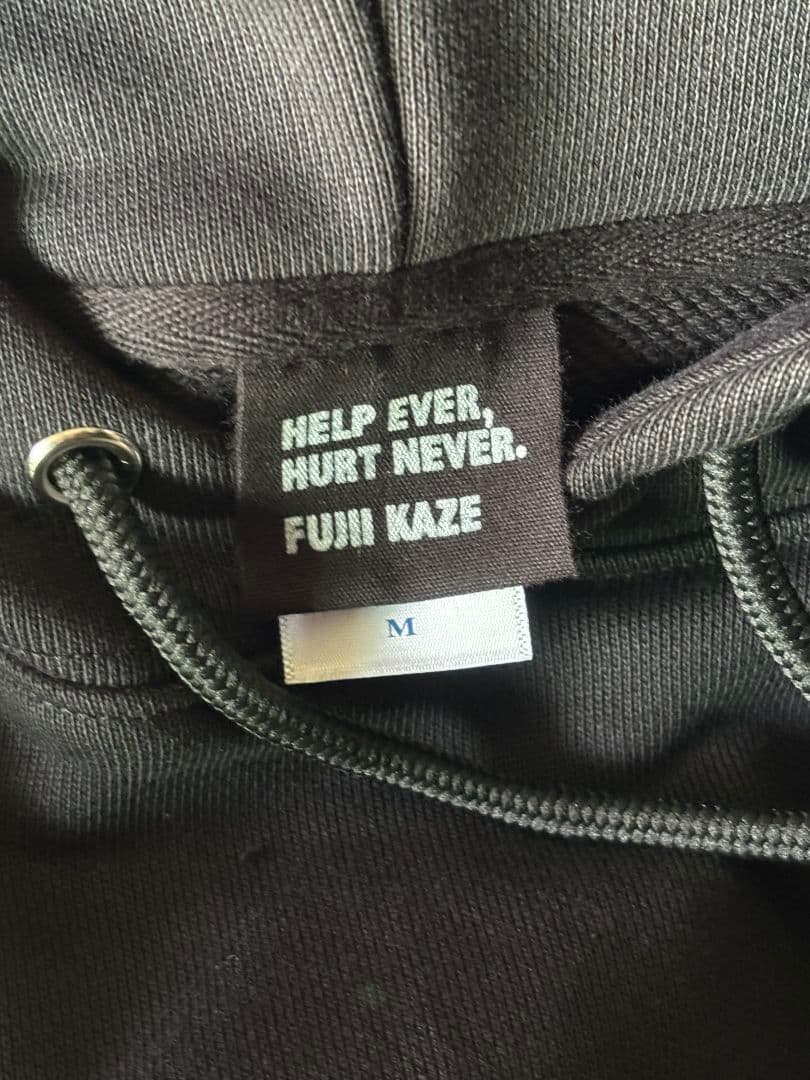 HELP EVER,
HURT NEVER.
FUJII KAZE
M